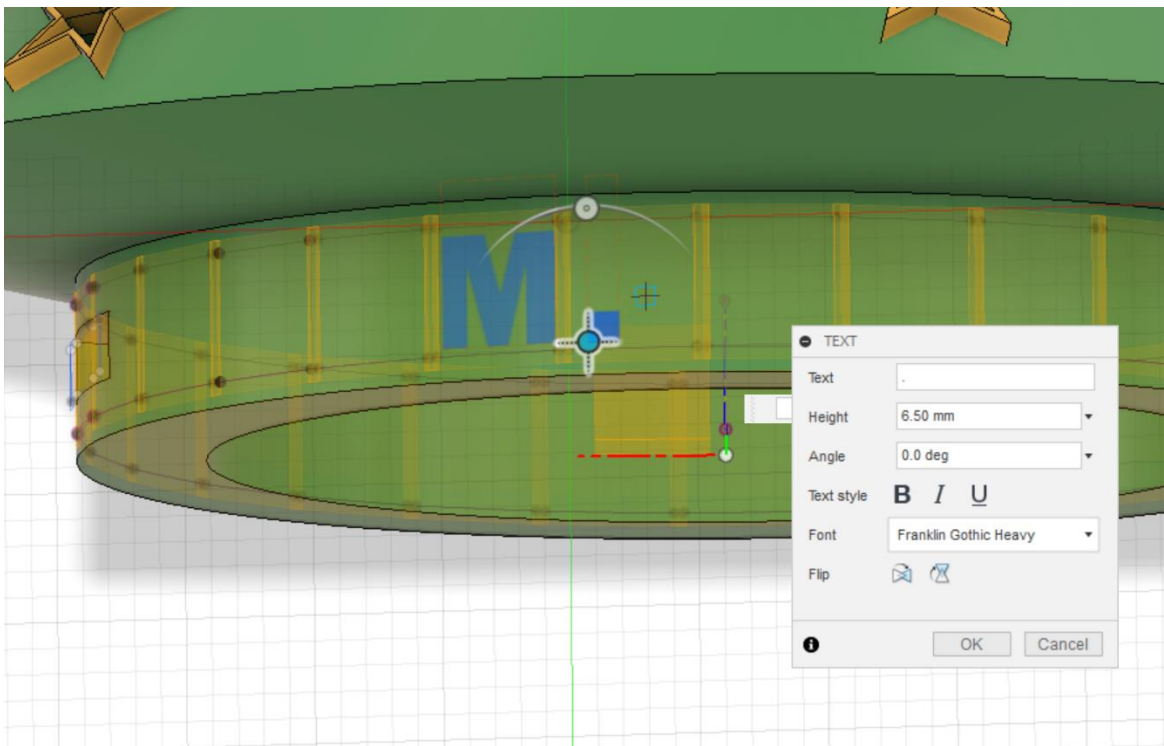 M
.
TEXT
Text .
Height 6.50 mm
Angle 0.0 deg
Text style B I U
Font Franklin Gothic Heavy
Flip
OK Cancel